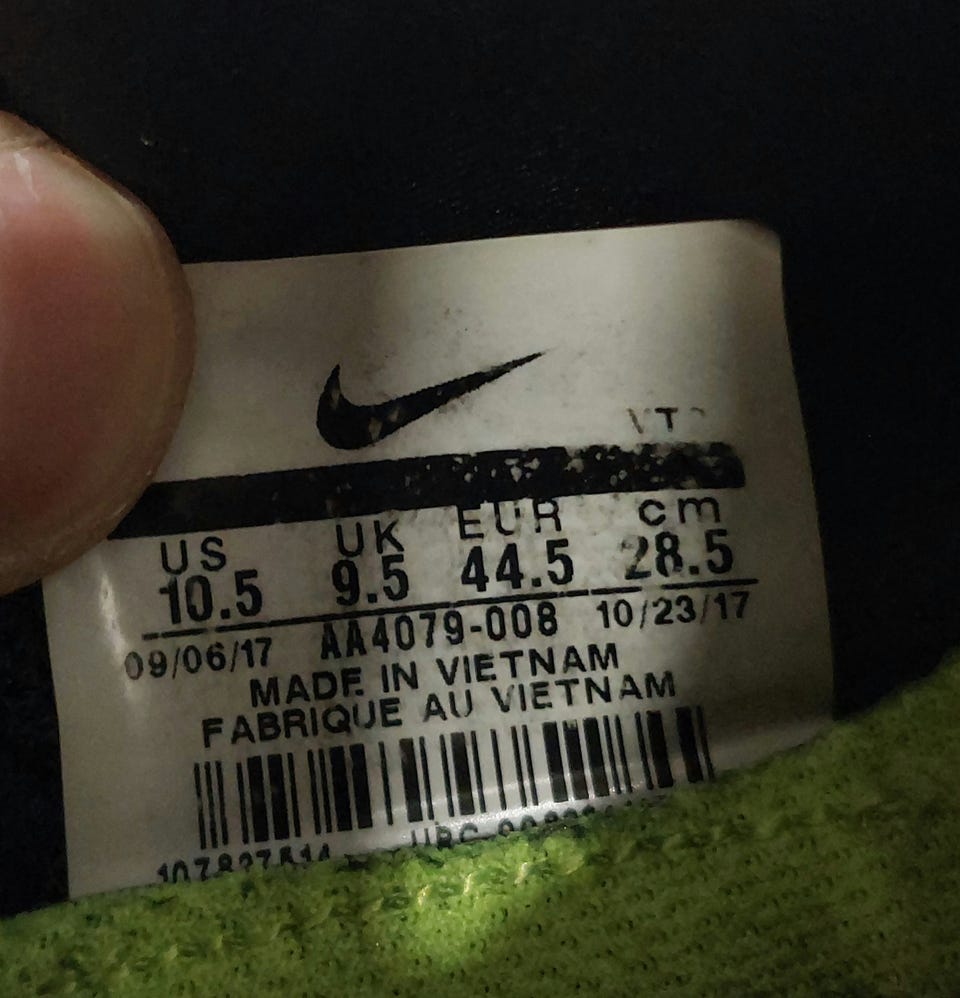 US UK EUR cm
10.5 9.5 44.5 28.5
09/06/17 AA4079-008 10/23/17
MADE IN VIETNAM
FABRIQUE AU VIETNAM